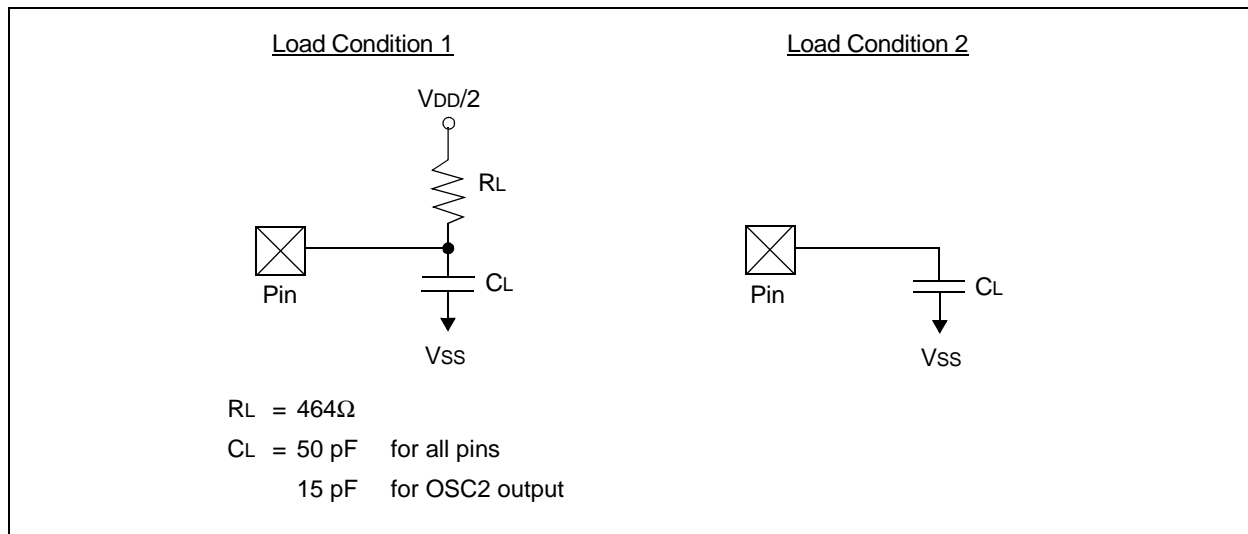 Load Condition 1
Load Condition 2
VDD/2
RL
CL
Pin
VSS
Pin
CL
VSS
RL = 464Ω
CL = 50 pF for all pins
15 pF for OSC2 output